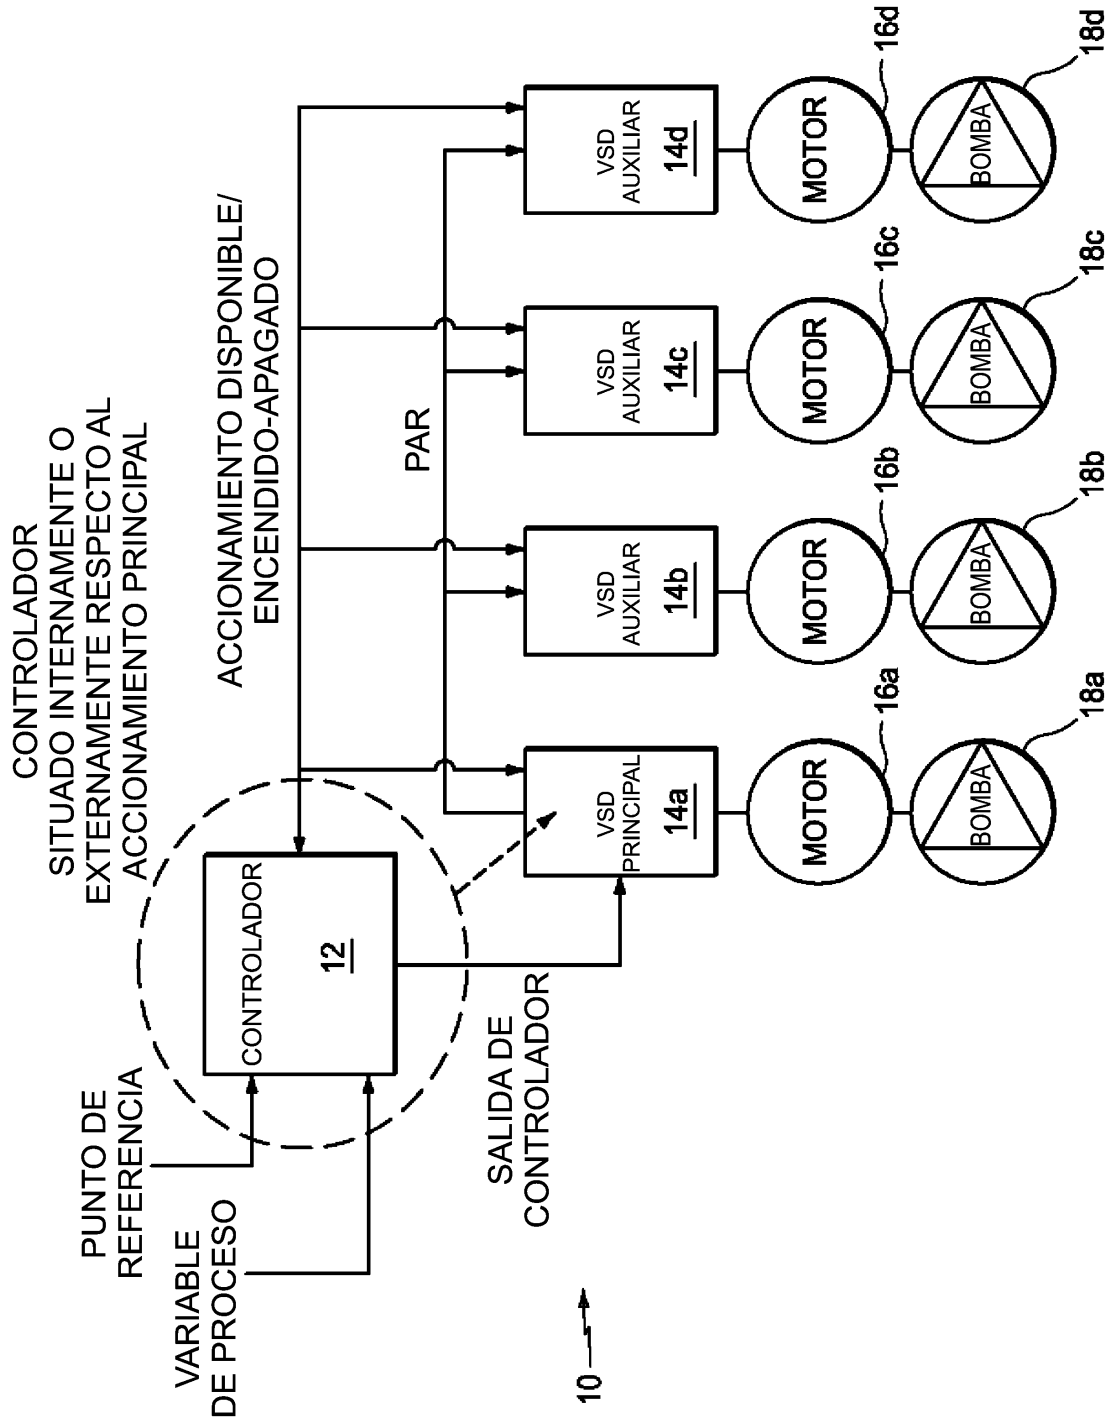 CONTROLADOR
SITUADO INTERNAMENTE O
EXTERNAMENTE RESPECTO AL
ACCIONAMIENTO PRINCIPAL
PUNTO DE
REFERENCIA
VARIABLE
DE PROCESO
CONTROLADOR
12
ACCIONAMIENTO DISPONIBLE/
ENCENDIDO-APAGADO
PAR
SALIDA DE
CONTROLADOR
VSD
PRINCIPAL
14a
VSD
AUXILIAR
14b
VSD
AUXILIAR
14c
VSD
AUXILIAR
14d
MOTOR
16a
MOTOR
16b
MOTOR
16c
MOTOR
16d
BOMBA
18a
BOMBA
18b
BOMBA
18c
BOMBA
18d
10